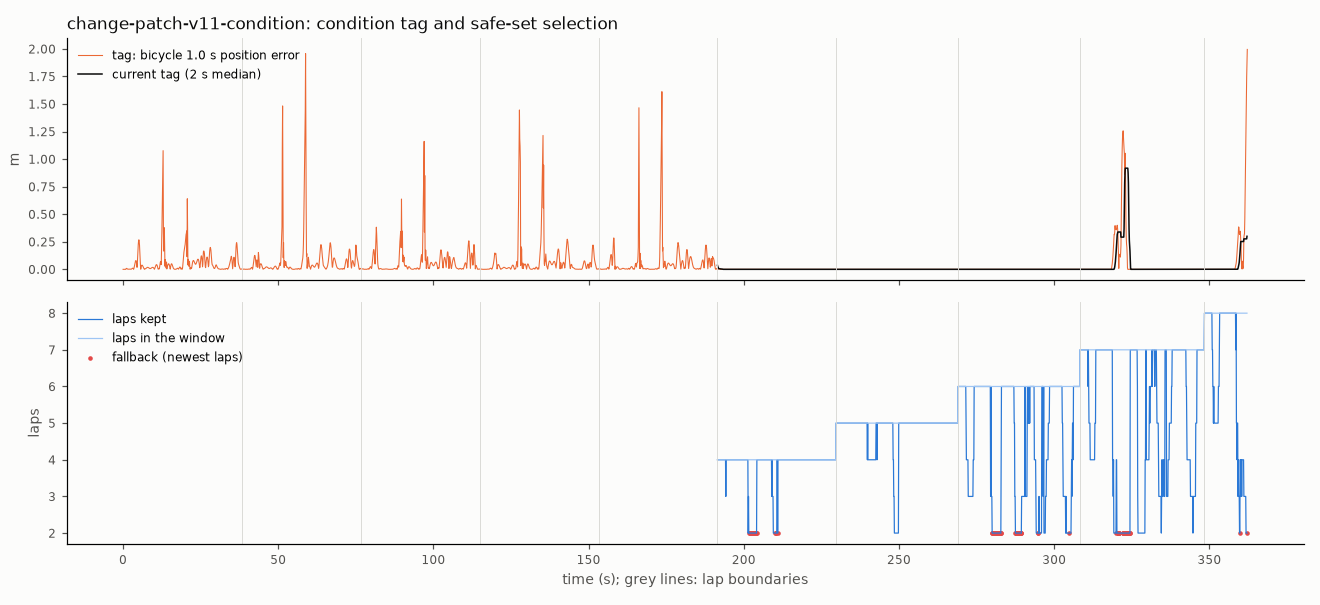 change-patch-v11-condition: condition tag and safe-set selection
2.00
1.75
1.50
1.25
1.00
0.75
0.50
0.25
0.00
m
tag: bicycle 1.0 s position error
current tag (2 s median)
8
7
6
5
4
3
2
laps
laps kept
laps in the window
fallback (newest laps)
0 50 100 150 200 250 300 350
time (s); grey lines: lap boundaries